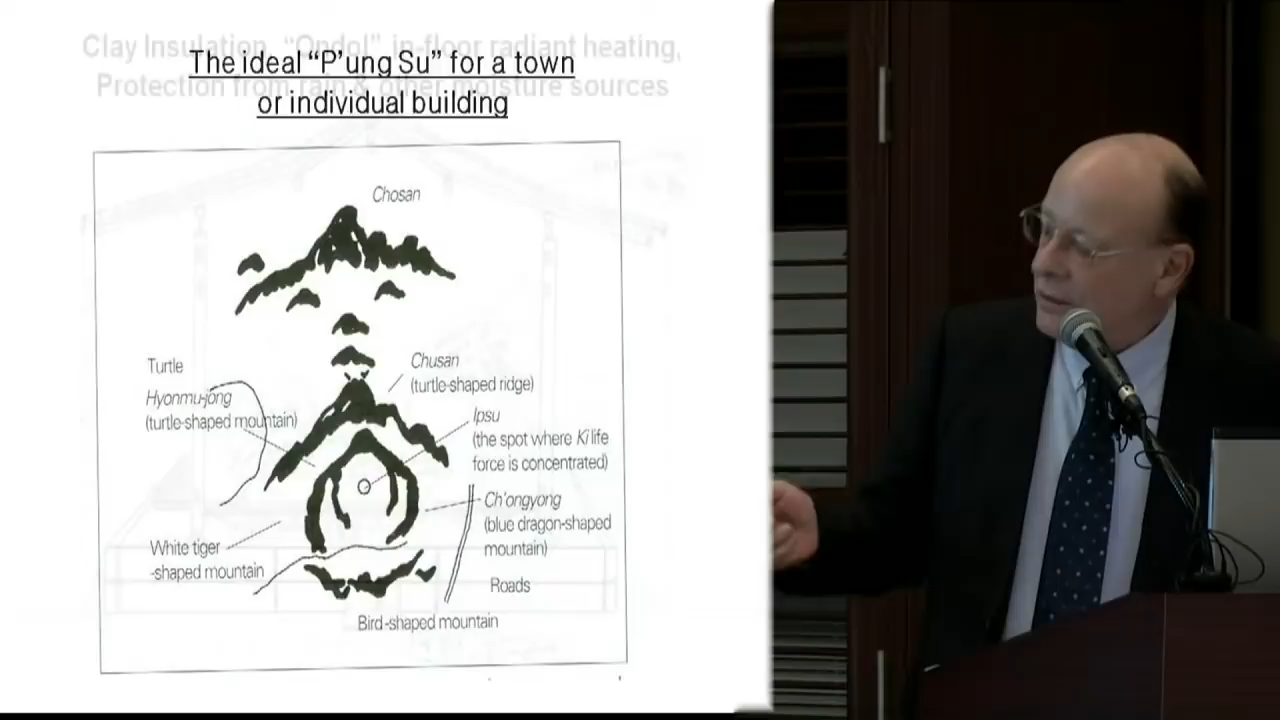 Clay Insulation, “Ondol” in-floor radiant heating,
Protection from rain & other moisture sources
The ideal “P’ung Su” for a town
or individual building
Chosan
Turtle
Hyonmu-jong
(turtle-shaped mountain)
Chusan
(turtle-shaped ridge)
Ipsu
(the spot where Ki life
force is concentrated)
Ch’ongyong
(blue dragon-shaped
mountain)
White tiger
-shaped mountain
Roads
Bird-shaped mountain